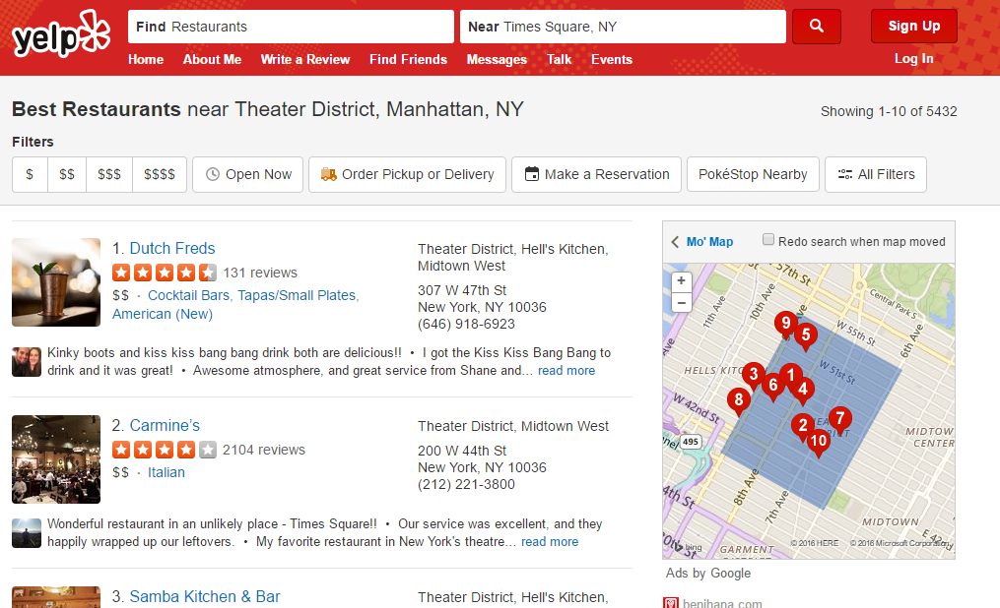 yelp
Find Restaurants
Near Times Square, NY
Sign Up
Home About Me Write a Review Find Friends Messages Talk Events
Log In
Best Restaurants near Theater District, Manhattan, NY
Showing 1-10 of 5432
Filters
$ $$ $$$ $$$$ Open Now Order Pickup or Delivery Make a Reservation PokéStop Nearby All Filters
1. Dutch Freds
131 reviews
$$ · Cocktail Bars, Tapas/Small Plates,
American (New)
Theater District, Hell's Kitchen,
Midtown West
307 W 47th St
New York, NY 10036
(646) 918-6923
Kinky boots and kiss kiss bang bang drink both are delicious!! • I got the Kiss Kiss Bang Bang to
drink and it was great! • Awesome atmosphere, and great service from Shane and... read more
2. Carmine's
2104 reviews
$$ · Italian
Theater District, Midtown West
200 W 44th St
New York, NY 10036
(212) 221-3800
Wonderful restaurant in an unlikely place - Times Square!! • Our service was excellent, and they
happily wrapped up our leftovers. • My favorite restaurant in New York's theatre... read more
3. Samba Kitchen & Bar
Theater District, Hell's Kitchen,
Mo' Map
Redo search when map moved
+
−
57th St
Central Park S
11th Ave
10th Ave
W 55th St
6th Ave
9
5
W 51st St
HELLS
3
1
6
4
8
W 42nd St
7
2
10
495
MIDTOWN
CENTER
8th Ave
7th Ave
MIDTOWN
bing
© 2016 HERE © 2016 Microsoft Corporation
GARMENT
E 42nd
Ads by Google
benihana.com